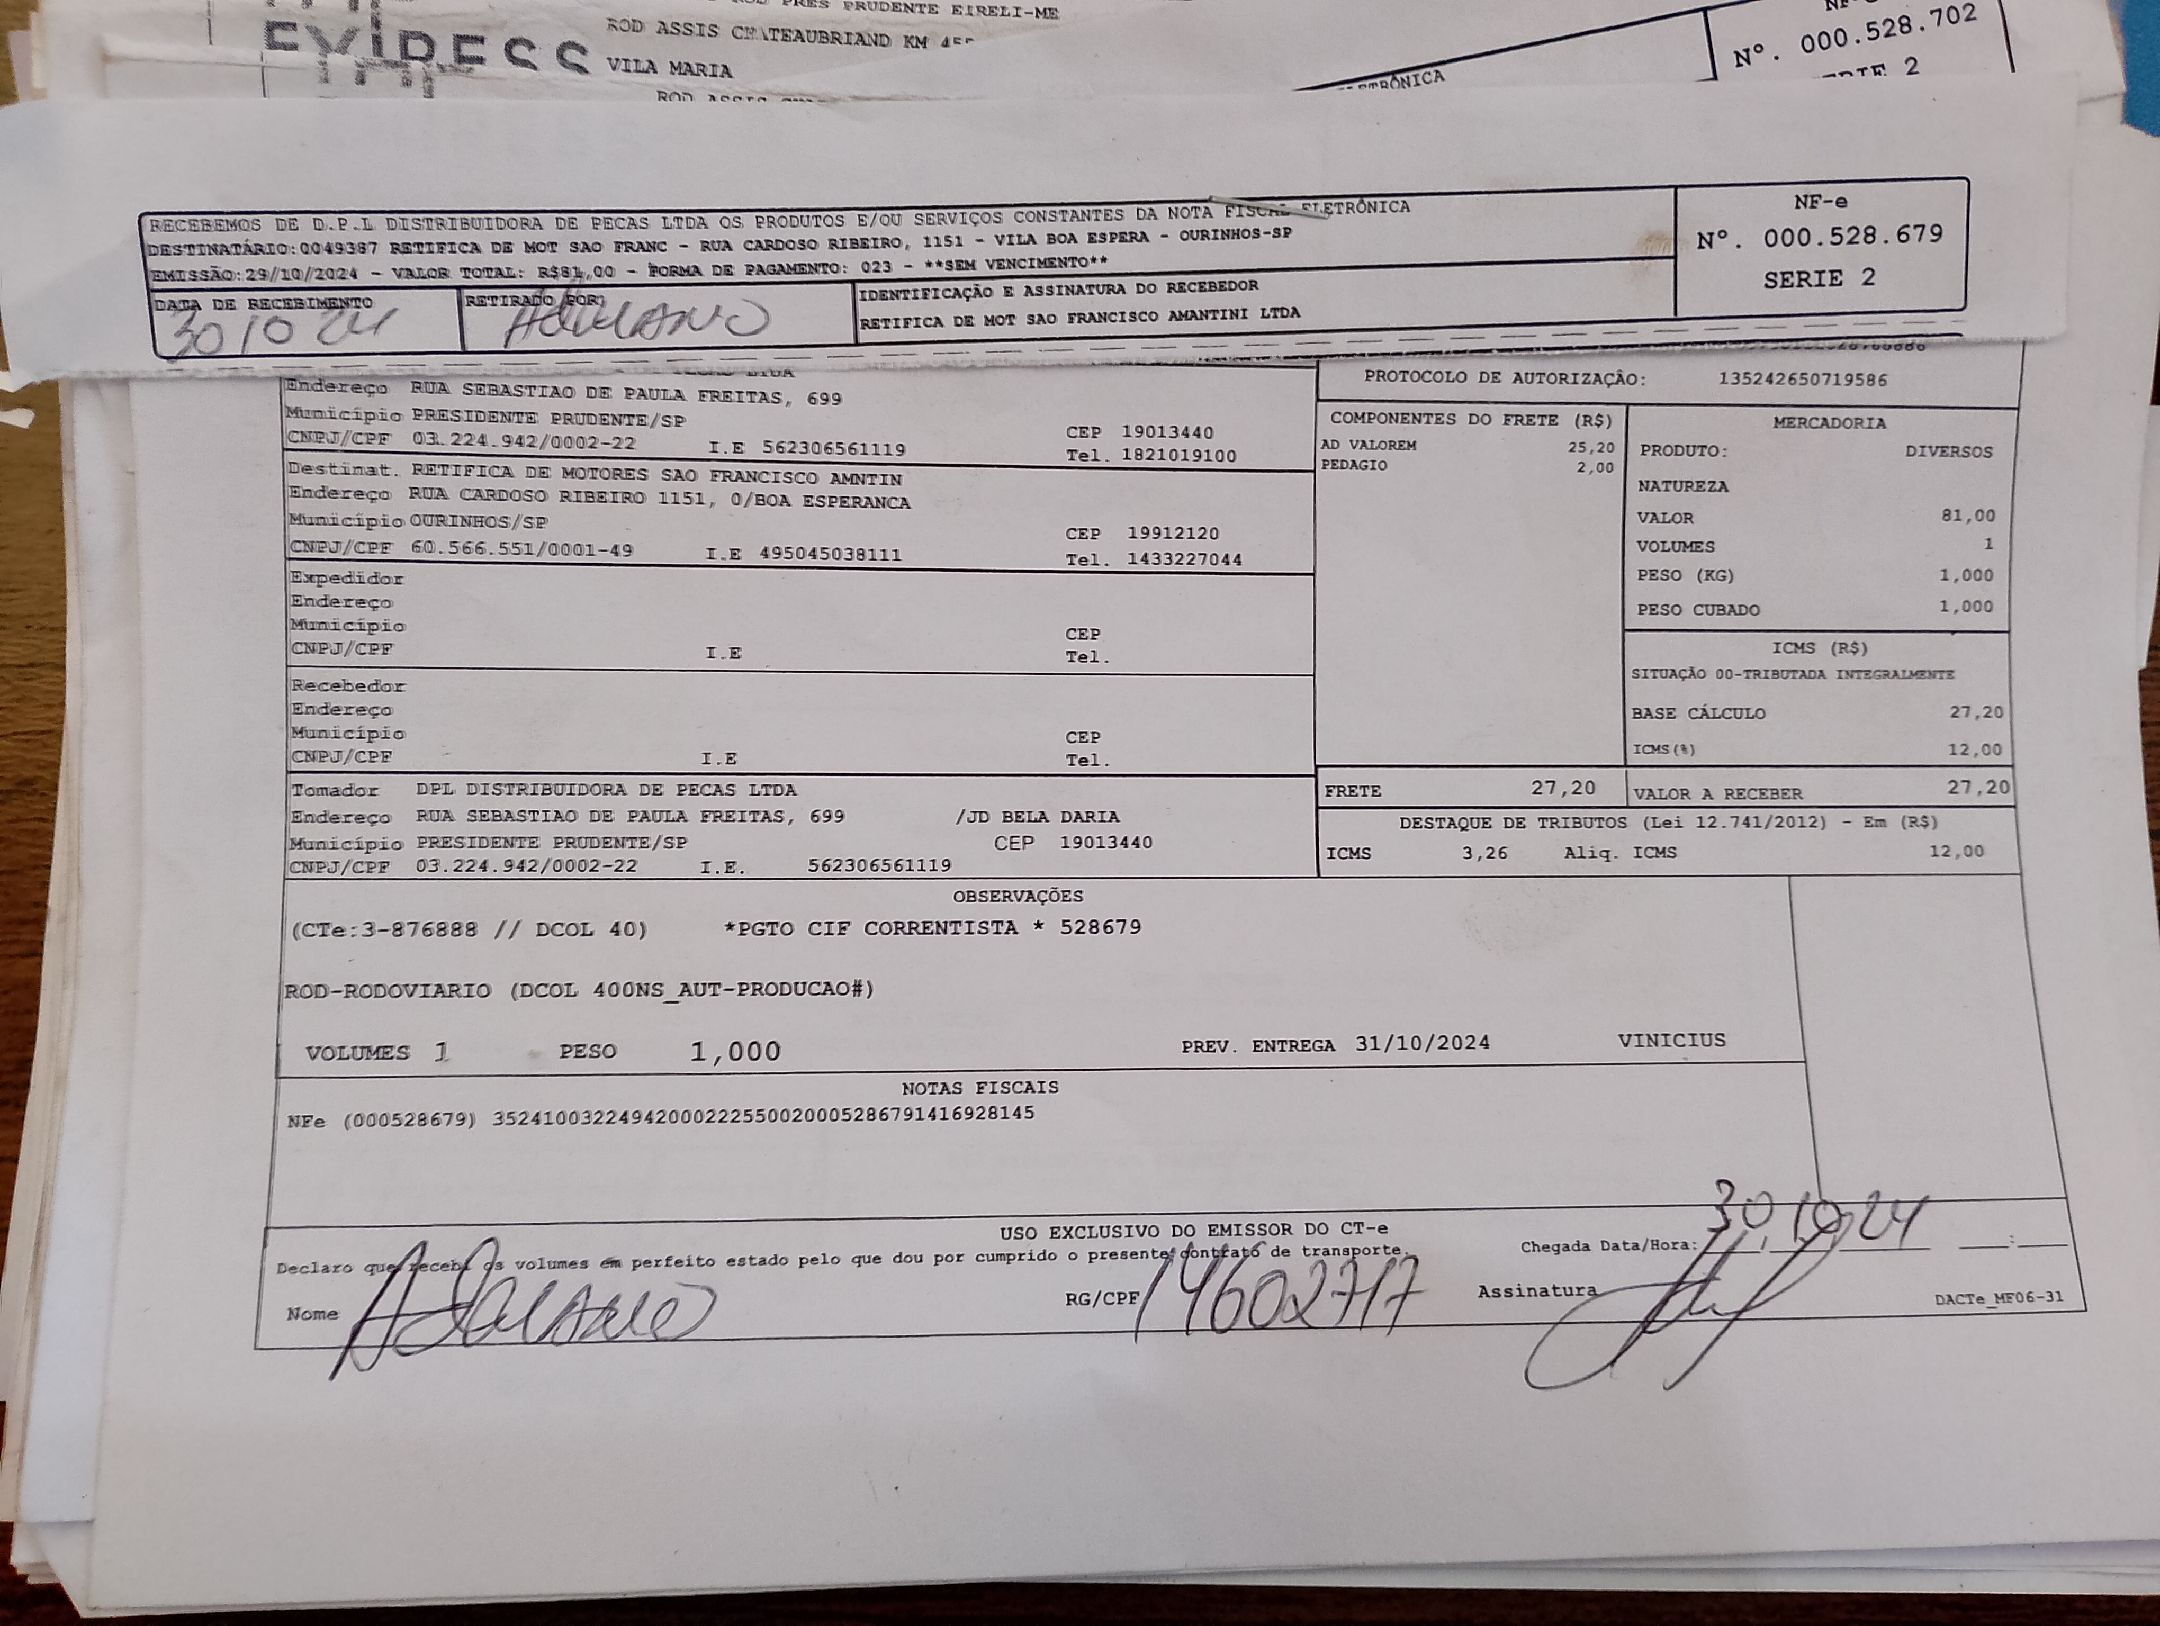 PRES PRUDENTE EIRELI-ME
ROD ASSIS CHATEAUBRIAND KM
EXPRESS
VILA MARIA
ROD ASSIS
Nº. 000.528.702
SERIE 2
ELETRÔNICA
RECEBEMOS DE D.P.L DISTRIBUIDORA DE PECAS LTDA OS PRODUTOS E/OU SERVIÇOS CONSTANTES DA NOTA FISCAL ELETRÔNICA
DESTINATÁRIO:0049387 RETIFICA DE MOT SAO FRANC - RUA CARDOSO RIBEIRO, 1151 - VILA BOA ESPERA - OURINHOS-SP
EMISSÃO:29/10/2024 - VALOR TOTAL: R$81,00 - FORMA DE PAGAMENTO: 023 - **SEM VENCIMENTO**
NF-e
Nº. 000.528.679
SERIE 2
DATA DE RECEBIMENTO
30 10 24
RETIRADO POR:
Adriano
IDENTIFICAÇÃO E ASSINATURA DO RECEBEDOR
RETIFICA DE MOT SAO FRANCISCO AMANTINI LTDA
Endereço RUA SEBASTIAO DE PAULA FREITAS, 699
Município PRESIDENTE PRUDENTE/SP
CEP 19013440
CNPJ/CPF 03.224.942/0002-22 I.E 562306561119 Tel. 1821019100
Destinat. RETIFICA DE MOTORES SAO FRANCISCO AMNTIN
Endereço RUA CARDOSO RIBEIRO 1151, 0/BOA ESPERANCA
Município OURINHOS/SP CEP 19912120
CNPJ/CPF 60.566.551/0001-49 I.E 495045038111 Tel. 1433227044
Expedidor
Endereço
Município CEP
CNPJ/CPF I.E Tel.
Recebedor
Endereço
Município CEP
CNPJ/CPF I.E Tel.
Tomador DPL DISTRIBUIDORA DE PECAS LTDA
Endereço RUA SEBASTIAO DE PAULA FREITAS, 699 /JD BELA DARIA
Município PRESIDENTE PRUDENTE/SP CEP 19013440
CNPJ/CPF 03.224.942/0002-22 I.E. 562306561119
PROTOCOLO DE AUTORIZAÇÃO: 135242650719586
COMPONENTES DO FRETE (R$)
AD VALOREM 25,20
PEDAGIO 2,00
MERCADORIA
PRODUTO: DIVERSOS
NATUREZA
VALOR 81,00
VOLUMES 1
PESO (KG) 1,000
PESO CUBADO 1,000
ICMS (R$)
SITUAÇÃO 00-TRIBUTADA INTEGRALMENTE
BASE CÁLCULO 27,20
ICMS(%) 12,00
FRETE 27,20 VALOR A RECEBER 27,20
DESTAQUE DE TRIBUTOS (Lei 12.741/2012) - Em (R$)
ICMS 3,26 Aliq. ICMS 12,00
OBSERVAÇÕES
(CTe:3-876888 // DCOL 40) *PGTO CIF CORRENTISTA * 528679
ROD-RODOVIARIO (DCOL 400NS_AUT-PRODUCAO#)
VOLUMES 1 PESO 1,000 PREV. ENTREGA 31/10/2024 VINICIUS
NOTAS FISCAIS
NFe (000528679) 35241003224942000222550020005286791416928145
USO EXCLUSIVO DO EMISSOR DO CT-e
Declaro que recebi os volumes em perfeito estado pelo que dou por cumprido o presente contrato de transporte.
Chegada Data/Hora: 30 10 24
Nome Adriano RG/CPF 14602717 Assinatura
DACTe_MF06-31